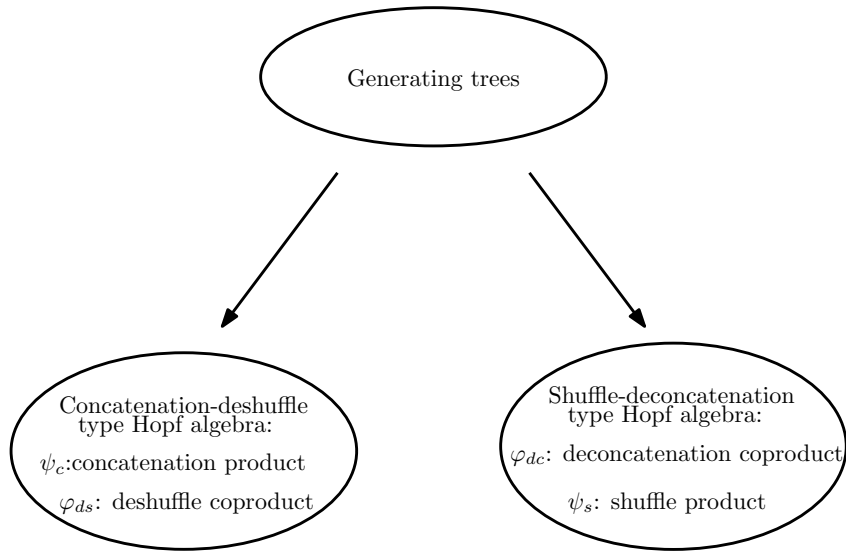 Generating trees
Concatenation-deshuffle
type Hopf algebra:
ψc:concatenation product
φds: deshuffle coproduct
Shuffle-deconcatenation
type Hopf algebra:
φdc: deconcatenation coproduct
ψs: shuffle product